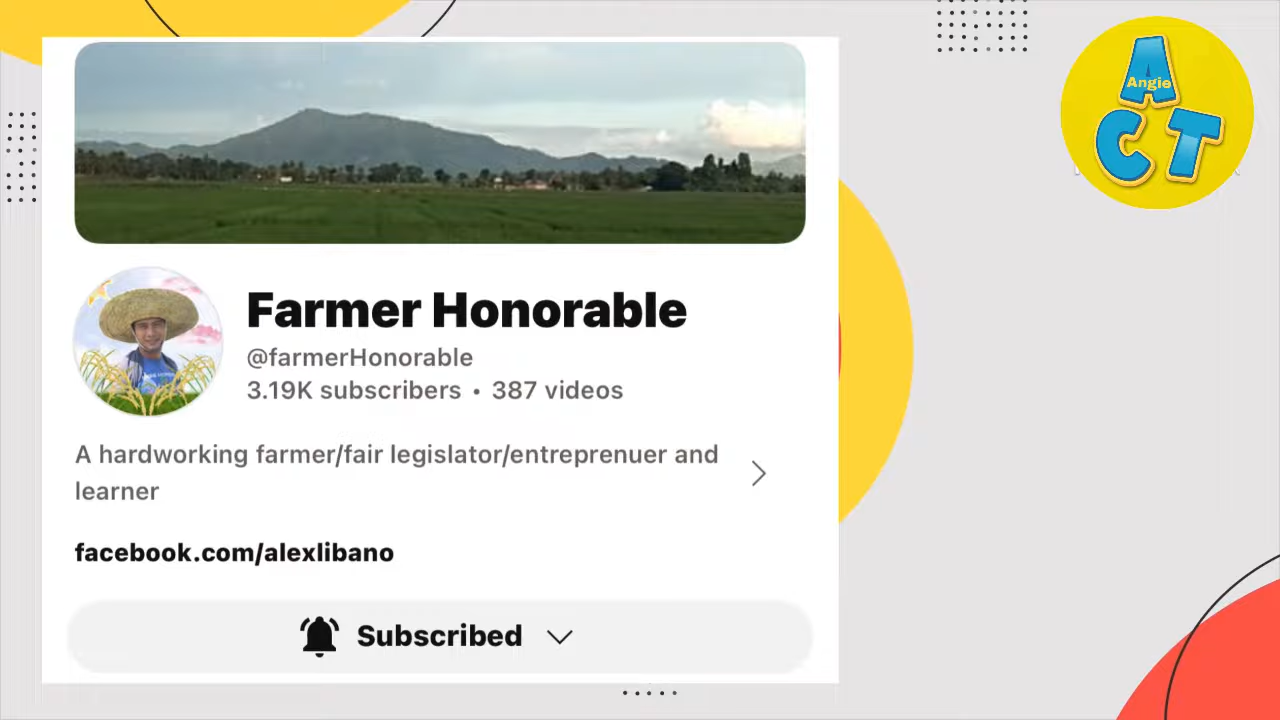 A
Angie
C T
Farmer Honorable
@farmerHonorable
3.19K subscribers • 387 videos
A hardworking farmer/fair legislator/entreprenuer and
learner
facebook.com/alexlibano
Subscribed